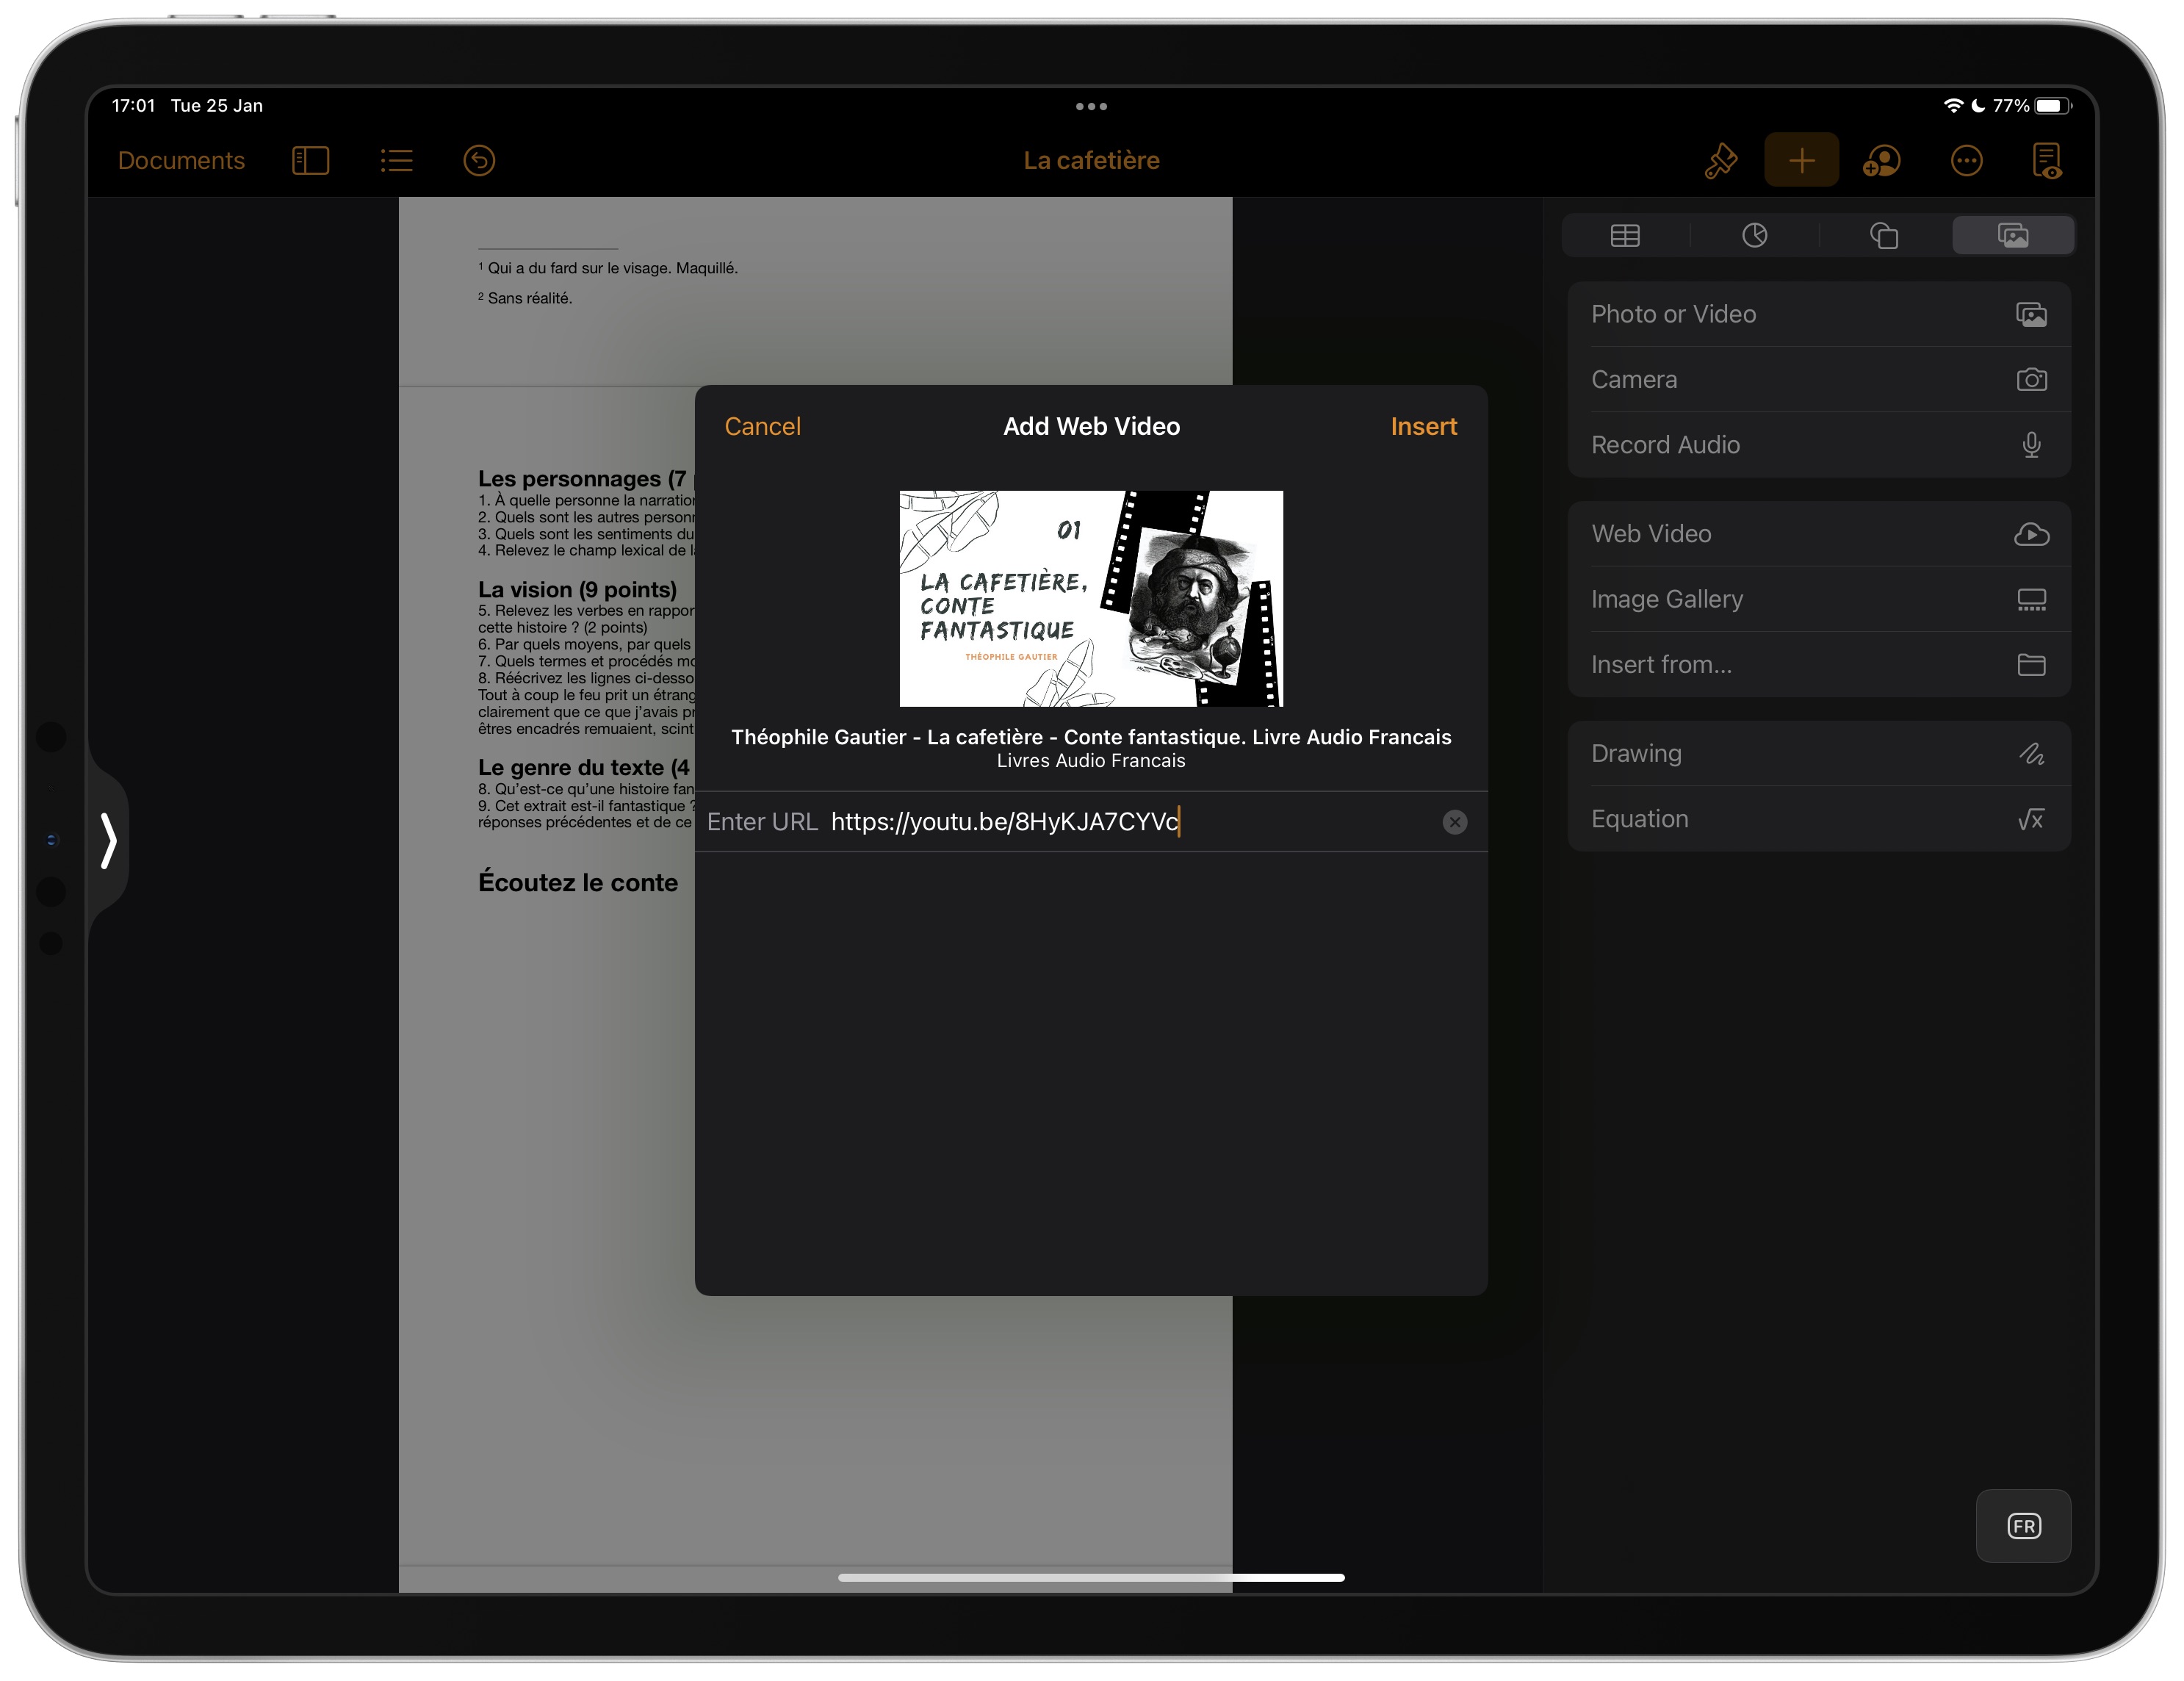 17:01 Tue 25 Jan
77%
Documents
La cafetière
1 Qui a du fard sur le visage. Maquillé.
2 Sans réalité.
Les personnages (7
1. À quelle personne la narration
2. Quels sont les autres personn
3. Quels sont les sentiments du
4. Relevez le champ lexical de l
La vision (9 points)
5. Relevez les verbes en rappor
cette histoire ? (2 points)
6. Par quels moyens, par quels
7. Quels termes et procédés mo
8. Réécrivez les lignes ci-desso
Tout à coup le feu prit un étrang
clairement que ce que j’avais pr
êtres encadrés remuaient, scint
Le genre du texte (4
8. Qu’est-ce qu’une histoire fan
9. Cet extrait est-il fantastique ?
réponses précédentes et de ce
Écoutez le conte
Cancel
Add Web Video
Insert
01
LA CAFETIÈRE,
CONTE
FANTASTIQUE
THÉOPHILE GAUTIER
Théophile Gautier - La cafetière - Conte fantastique. Livre Audio Francais
Livres Audio Francais
Enter URL https://youtu.be/8HyKJA7CYVc
Photo or Video
Camera
Record Audio
Web Video
Image Gallery
Insert from...
Drawing
Equation
√x
FR